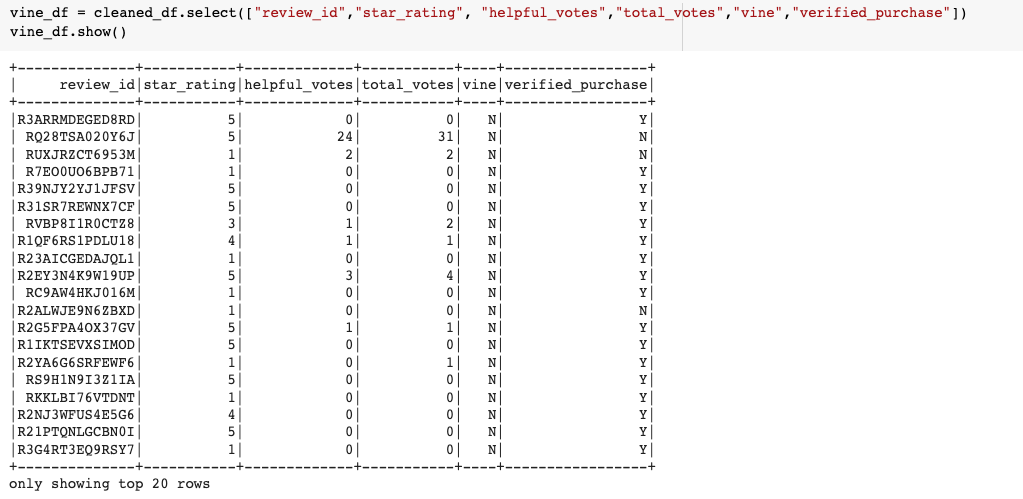 vine_df = cleaned_df.select(["review_id","star_rating", "helpful_votes","total_votes","vine","verified_purchase"])
vine_df.show()
+--------------+-----------+-------------+-----------+----+-----------------+
|     review_id|star_rating|helpful_votes|total_votes|vine|verified_purchase|
+--------------+-----------+-------------+-----------+----+-----------------+
|R3ARRMDEGED8RD|          5|            0|          0|   N|                Y|
| RQ28TSA020Y6J|          5|           24|         31|   N|                N|
| RUXJRZCT6953M|          1|            2|          2|   N|                N|
| R7EO0UO6BPB71|          1|            0|          0|   N|                Y|
|R39NJY2YJ1JFSV|          5|            0|          0|   N|                Y|
|R31SR7REWNX7CF|          5|            0|          0|   N|                Y|
| RVBP8I1R0CTZ8|          3|            1|          2|   N|                Y|
|R1QF6RS1PDLU18|          4|            1|          1|   N|                Y|
|R23AICGEDAJQL1|          1|            0|          0|   N|                Y|
|R2EY3N4K9W19UP|          5|            3|          4|   N|                Y|
| RC9AW4HKJ016M|          1|            0|          0|   N|                Y|
|R2ALWJE9N6ZBXD|          1|            0|          0|   N|                N|
|R2G5FPA4OX37GV|          5|            1|          1|   N|                Y|
|R1IKTSEVXSIMOD|          5|            0|          0|   N|                Y|
|R2YA6G6SRFEWF6|          1|            0|          1|   N|                Y|
| RS9H1N9I3Z1IA|          5|            0|          0|   N|                Y|
| RKKLBI76VTDNT|          1|            0|          0|   N|                Y|
|R2NJ3WFUS4E5G6|          4|            0|          0|   N|                Y|
|R21PTQNLGCBN0I|          5|            0|          0|   N|                Y|
|R3G4RT3EQ9RSY7|          1|            0|          0|   N|                Y|
+--------------+-----------+-------------+-----------+----+-----------------+
only showing top 20 rows